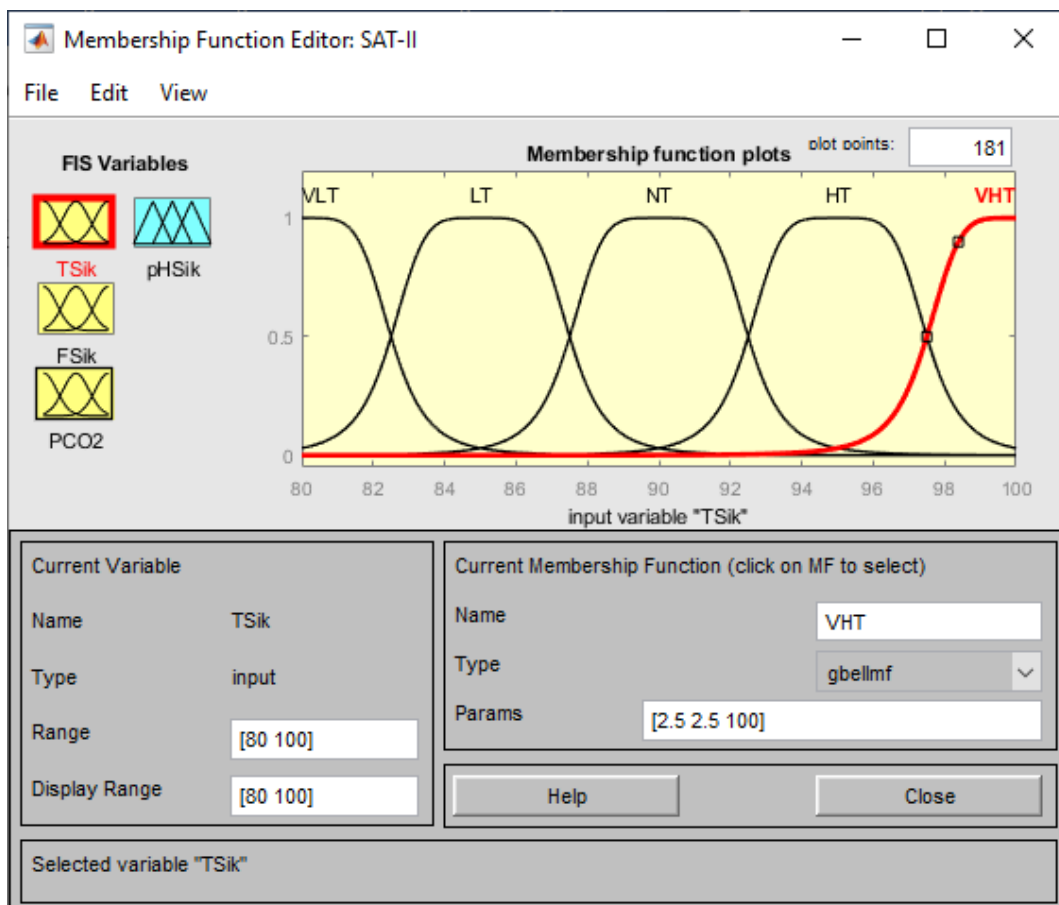 Membership Function Editor: SAT-II
File Edit View
FIS Variables
TSik
pHSik
FSik
PCO2
Membership function plots
plot points:
181
VLT LT NT HT VHT
1
0.5
0
80 82 84 86 88 90 92 94 96 98 100
input variable "TSik"
Current Variable
Name TSik
Type input
Range [80 100]
Display Range [80 100]
Current Membership Function (click on MF to select)
Name VHT
Type gbellmf
Params [2.5 2.5 100]
Help Close
Selected variable "TSik"